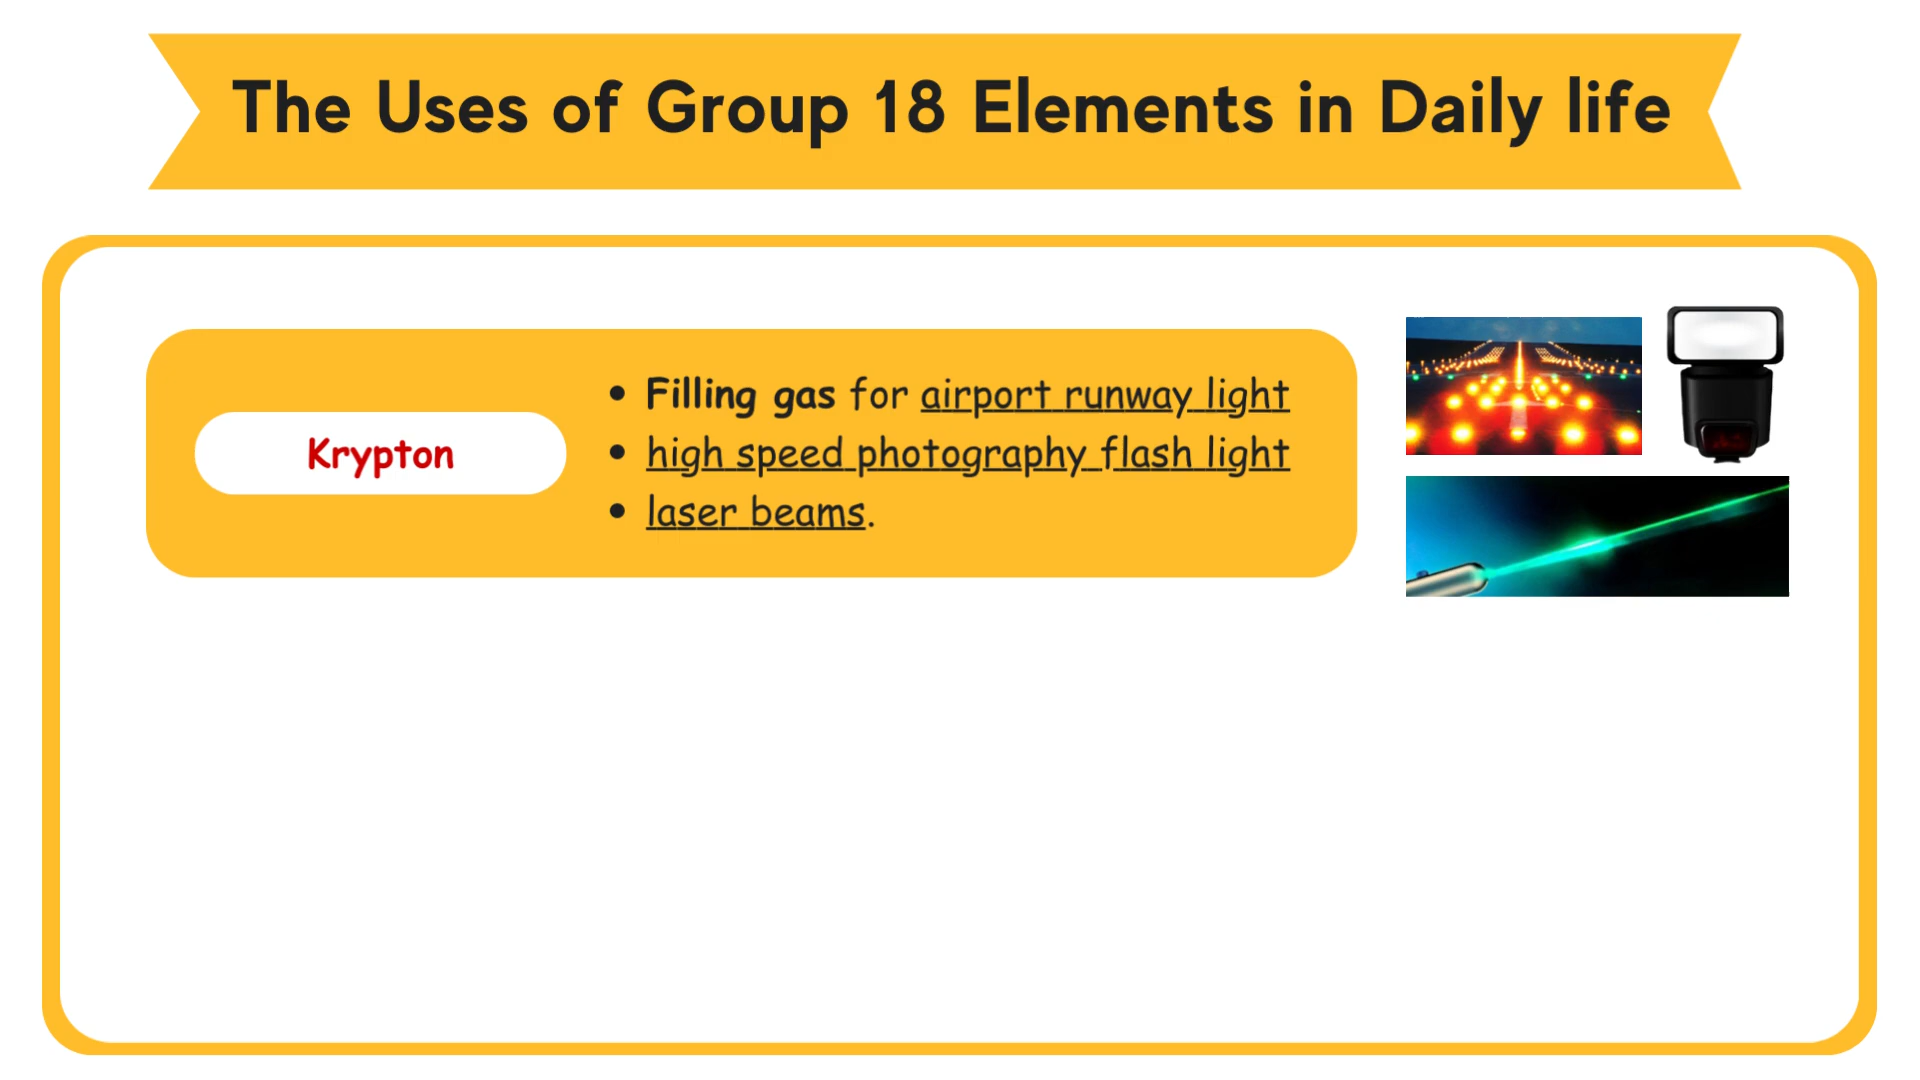 The Uses of Group 18 Elements in Daily life
Krypton
• Filling gas for airport runway light
• high speed photography flash light
• laser beams.